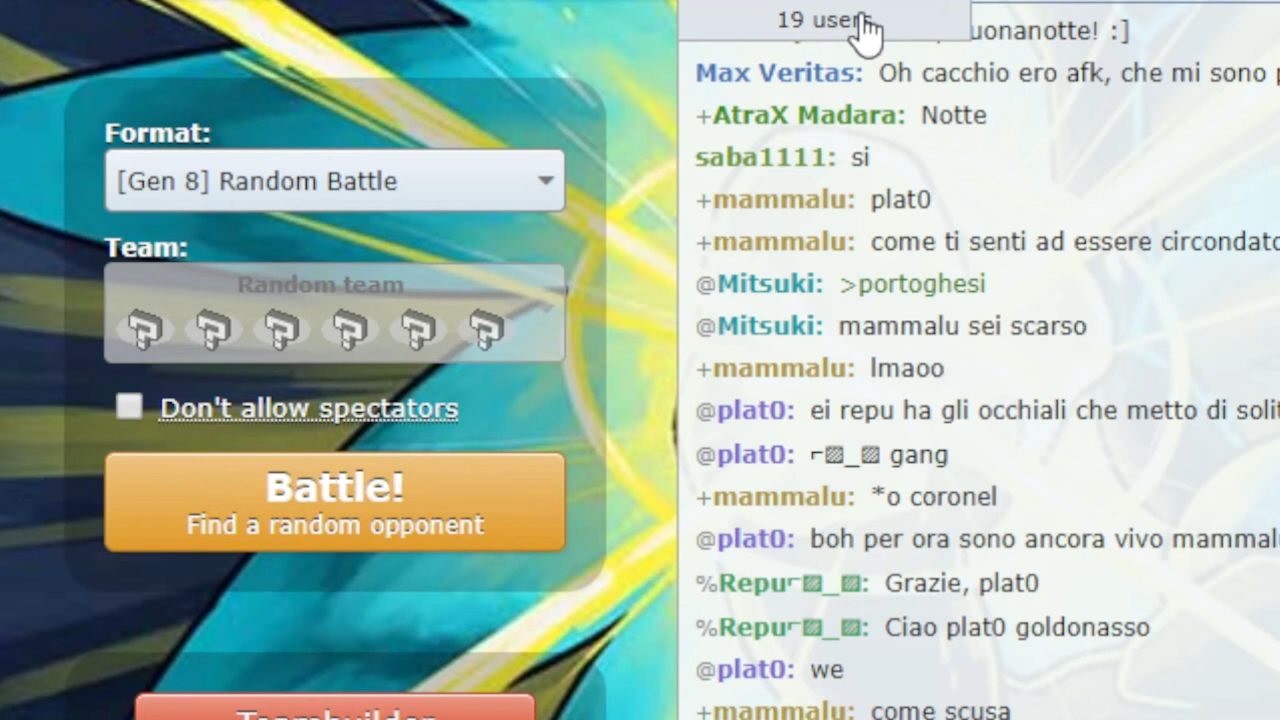 Format:
[Gen 8] Random Battle
Team:
Random team
Don't allow spectators
Battle!
Find a random opponent
Teambuilder
19 users
uonanotte! :]
Max Veritas: Oh cacchio ero afk, che mi sono
+AtraX Madara: Notte
saba1111: si
+mammalu: plat0
+mammalu: come ti senti ad essere circondato
@Mitsuki: >portoghesi
@Mitsuki: mammalu sei scarso
+mammalu: lmaoo
@plat0: ei repu ha gli occhiali che metto di solit
@plat0: ⌐▨_▨ gang
+mammalu: *o coronel
@plat0: boh per ora sono ancora vivo mammalu
%Repu⌐▨_▨: Grazie, plat0
%Repu⌐▨_▨: Ciao plat0 goldonasso
@plat0: we
+mammalu: come scusa